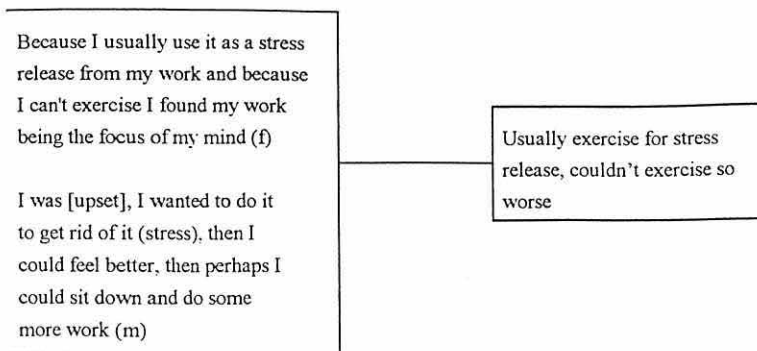 Because I usually use it as a stress
release from my work and because
I can't exercise I found my work
being the focus of my mind (f)
I was [upset], I wanted to do it
to get rid of it (stress), then I
could feel better, then perhaps I
could sit down and do some
more work (m)
Usually exercise for stress
release, couldn't exercise so
worse